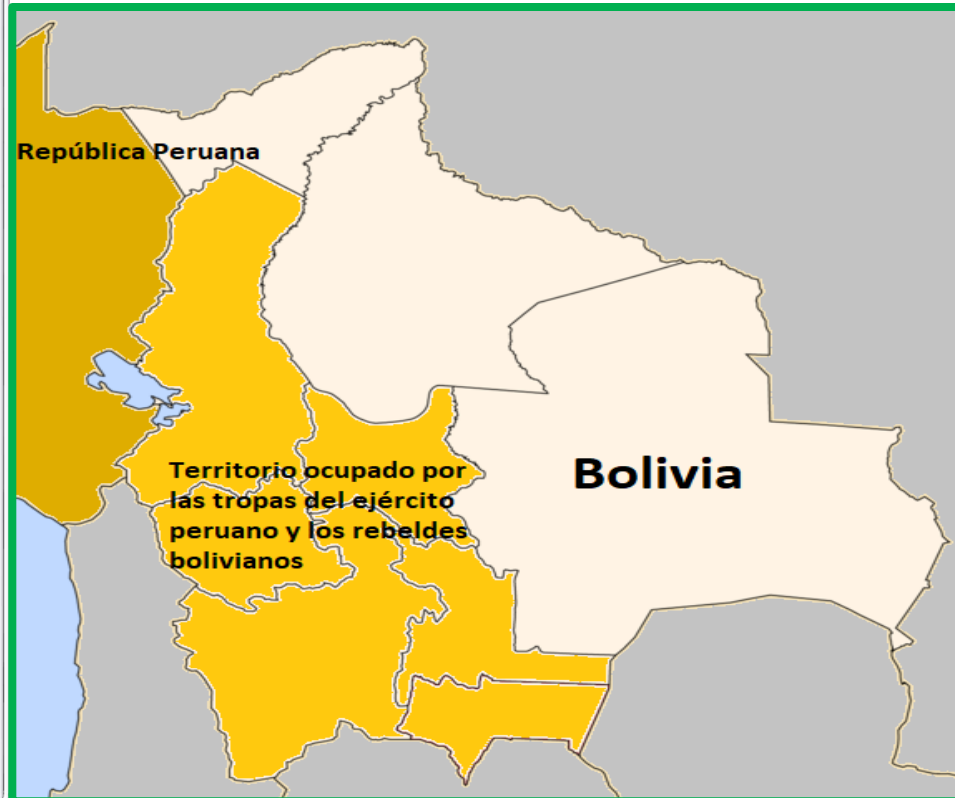 República Peruana
Bolivia
Territorio ocupado por
las tropas del ejército
peruano y los rebeldes
bolivianos